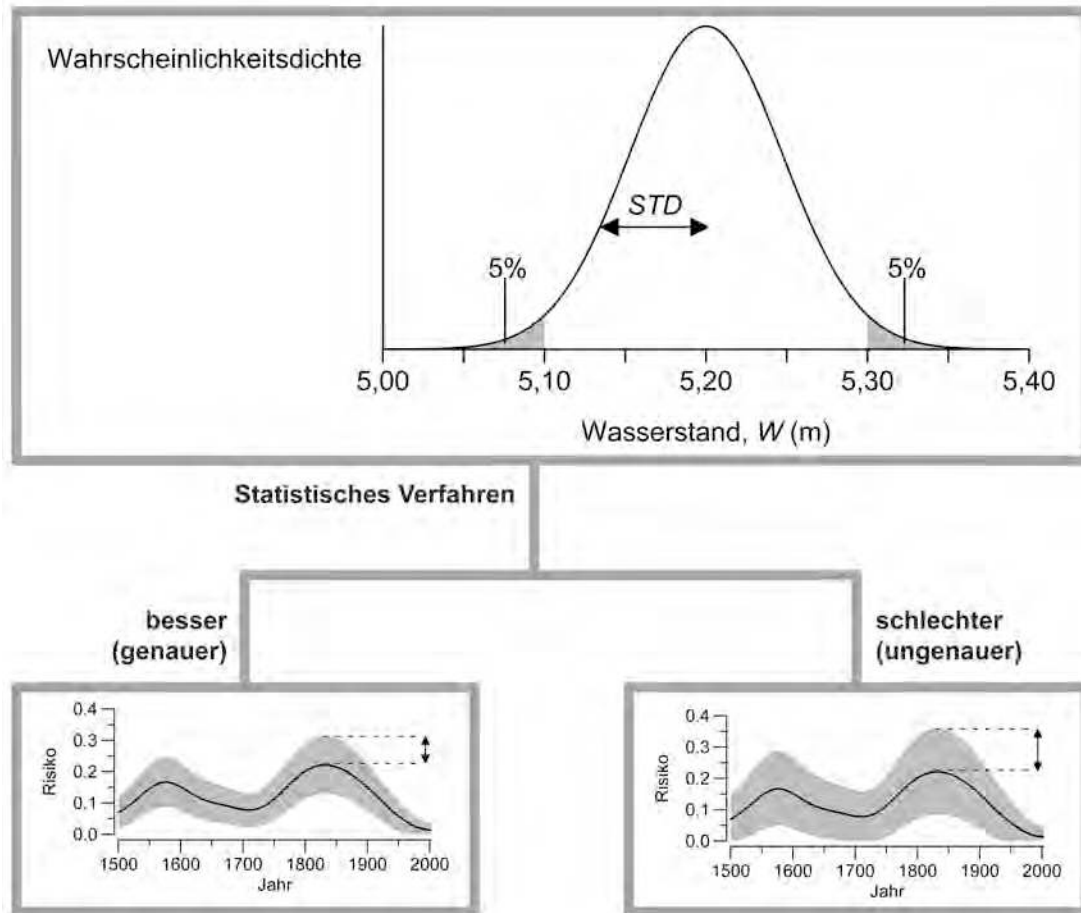 Wahrscheinlichkeitsdichte
STD
5%
5%
5,00
5,10
5,20
5,30
5,40
Wasserstand, W (m)
Statistisches Verfahren
besser
(genauer)
schlechter
(ungenauer)
0.4
0.3
0.2
0.1
0.0
Risiko
1500
1600
1700
1800
1900
2000
Jahr
0.4
0.3
0.2
0.1
0.0
Risiko
1500
1600
1700
1800
1900
2000
Jahr